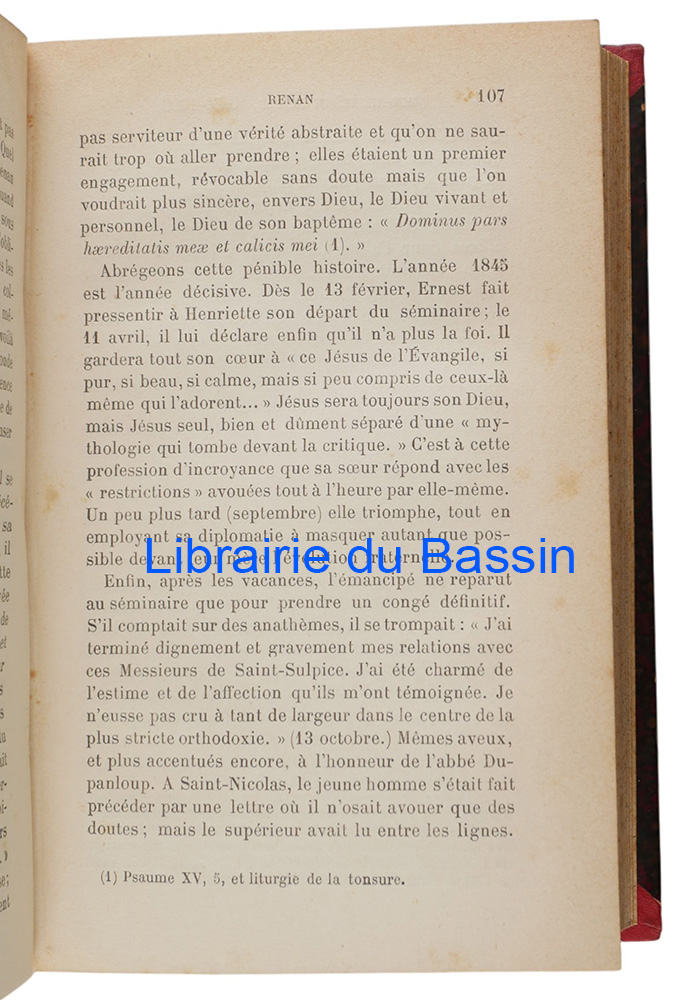 RENAN 107
pas serviteur d'une vérité abstraite et qu'on ne sau-
rait trop où aller prendre ; elles étaient un premier
engagement, révocable sans doute mais que l'on
voudrait plus sincère, envers Dieu, le Dieu vivant et
personnel, le Dieu de son baptême : « Dominus pars
hæreditatis meæ et calicis mei (1). »
Abrégeons cette pénible histoire. L'année 1845
est l'année décisive. Dès le 13 février, Ernest fait
pressentir à Henriette son départ du séminaire ; le
11 avril, il lui déclare enfin qu'il n'a plus la foi. Il
gardera tout son cœur à « ce Jésus de l'Évangile, si
pur, si beau, si calme, mais si peu compris de ceux-là
même qui l'adorent... » Jésus sera toujours son Dieu,
mais Jésus seul, bien et dûment séparé d'une « my-
thologie qui tombe devant la critique. » C'est à cette
profession d'incroyance que sa sœur répond avec les
« restrictions » avouées tout à l'heure par elle-même.
Un peu plus tard (septembre) elle triomphe, tout en
employant sa diplomatie à masquer autant que pos-
sible devant leur mère l'évolution fraternelle.
Librairie du Bassin
Enfin, après les vacances, l'émancipé ne reparut
au séminaire que pour prendre un congé définitif.
S'il comptait sur des anathèmes, il se trompait : « J'ai
terminé dignement et gravement mes relations avec
ces Messieurs de Saint-Sulpice. J'ai été charmé de
l'estime et de l'affection qu'ils m'ont témoignée. Je
n'eusse pas cru à tant de largeur dans le centre de la
plus stricte orthodoxie. » (13 octobre.) Mêmes aveux,
et plus accentués encore, à l'honneur de l'abbé Du-
panloup. A Saint-Nicolas, le jeune homme s'était fait
précéder par une lettre où il n'osait avouer que des
doutes ; mais le supérieur avait lu entre les lignes.
(1) Psaume XV, 5, et liturgie de la tonsure.